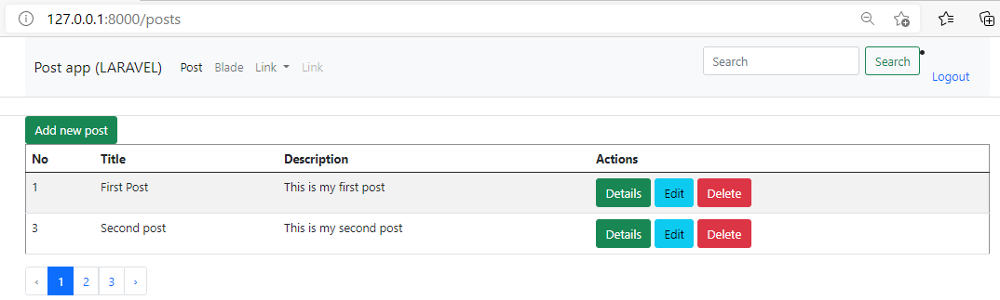 127.0.0.1:8000/posts
Post app (LARAVEL) Post Blade Link Link Search Search
Logout
Add new post
No Title Description Actions
1 First Post This is my first post Details Edit Delete
3 Second post This is my second post Details Edit Delete
‹ 1 2 3 ›